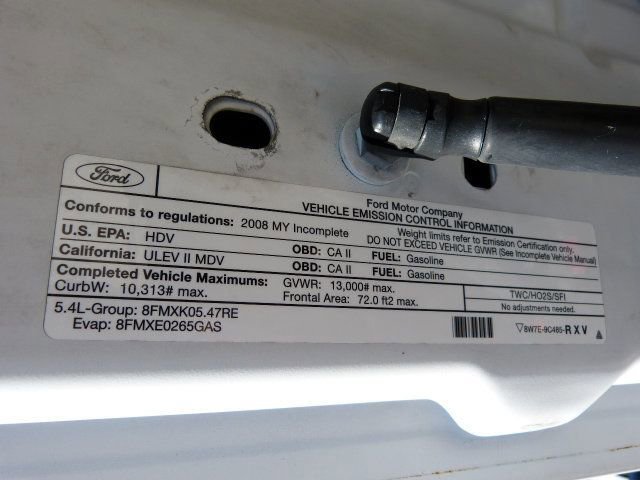 Ford
Ford Motor Company
VEHICLE EMISSION CONTROL INFORMATION
Conforms to regulations: 2008 MY Incomplete
Weight limits refer to Emission Certification only.
DO NOT EXCEED VEHICLE GVWR (See Incomplete Vehicle Manual)
U.S. EPA: HDV OBD: CA II FUEL: Gasoline
California: ULEV II MDV OBD: CA II FUEL: Gasoline
Completed Vehicle Maximums: GVWR: 13,000# max.
CurbW: 10,313# max. Frontal Area: 72.0 ft2 max.
TWC/HO2S/SFI
No adjustments needed.
5.4L-Group: 8FMXK05.47RE
Evap: 8FMXE0265GAS
8W7E-9C485-RXV